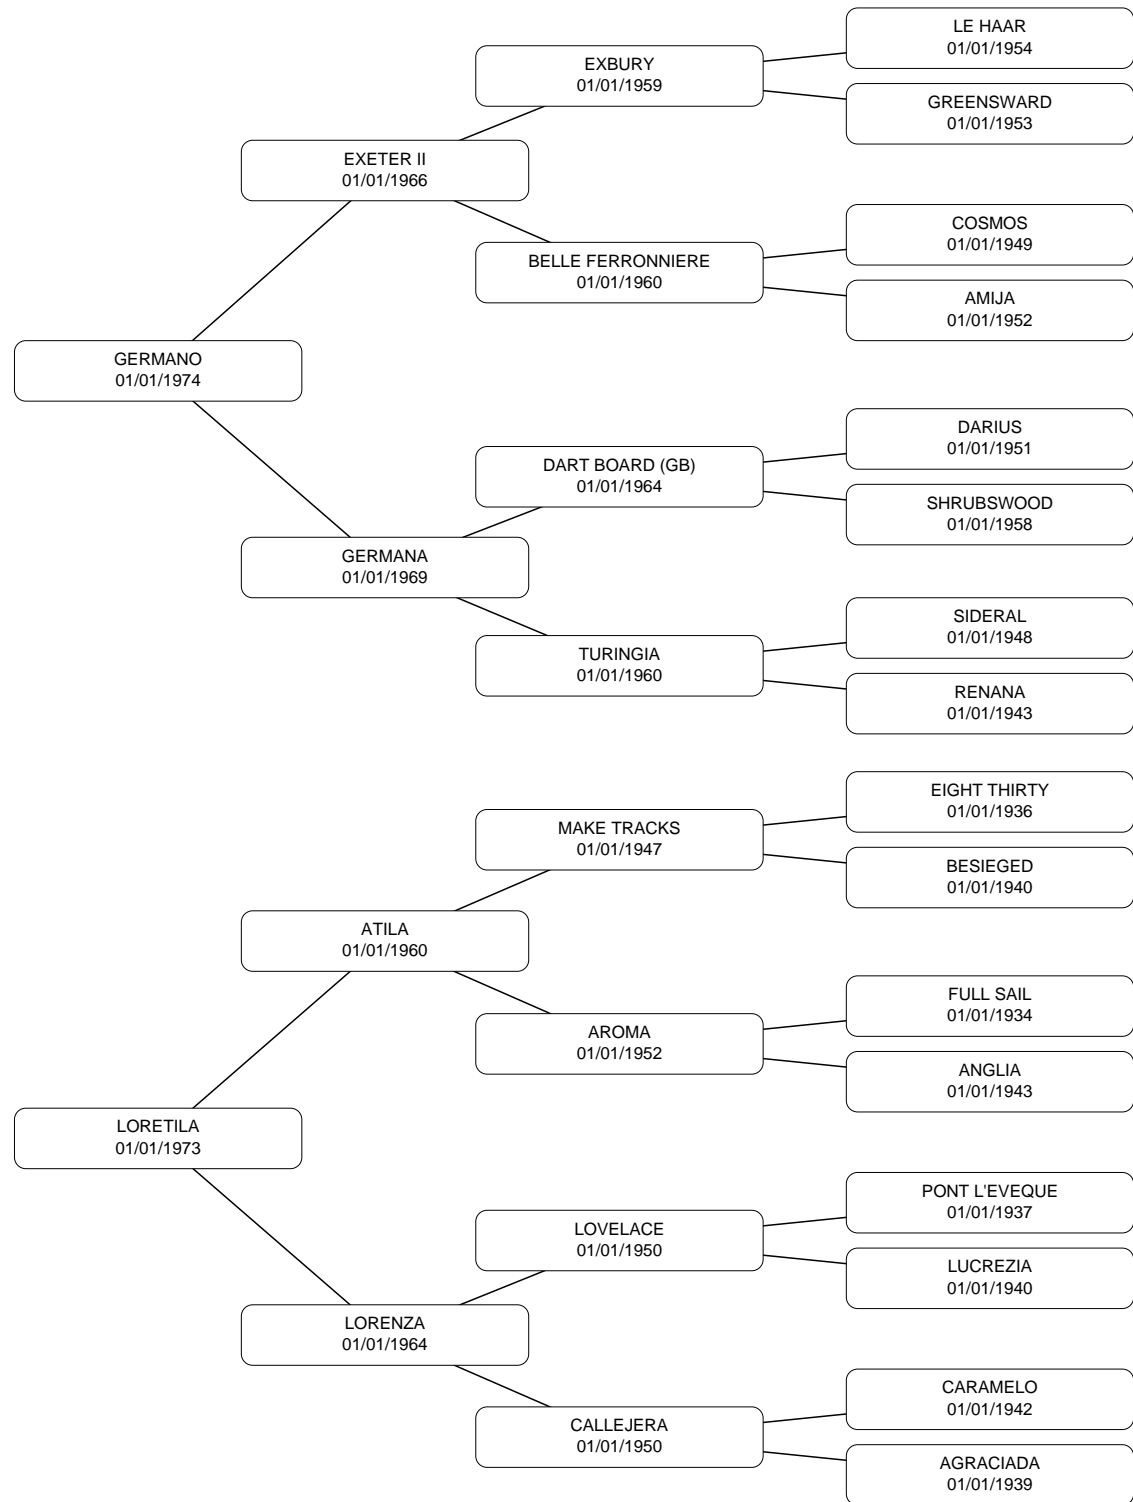 LE HAAR
01/01/1954
EXBURY
01/01/1959
GREENSWARD
01/01/1953
EXETER II
01/01/1966
COSMOS
01/01/1949
BELLE FERRONNIERE
01/01/1960
AMIJA
01/01/1952
GERMANO
01/01/1974
DARIUS
01/01/1951
DART BOARD (GB)
01/01/1964
SHRUBSWOOD
01/01/1958
GERMANA
01/01/1969
SIDERAL
01/01/1948
TURINGIA
01/01/1960
RENANA
01/01/1943
EIGHT THIRTY
01/01/1936
MAKE TRACKS
01/01/1947
BESIEGED
01/01/1940
ATILA
01/01/1960
FULL SAIL
01/01/1934
AROMA
01/01/1952
ANGLIA
01/01/1943
LORETILA
01/01/1973
PONT L'EVEQUE
01/01/1937
LOVELACE
01/01/1950
LUCREZIA
01/01/1940
LORENZA
01/01/1964
CARAMELO
01/01/1942
CALLEJERA
01/01/1950
AGRACIADA
01/01/1939